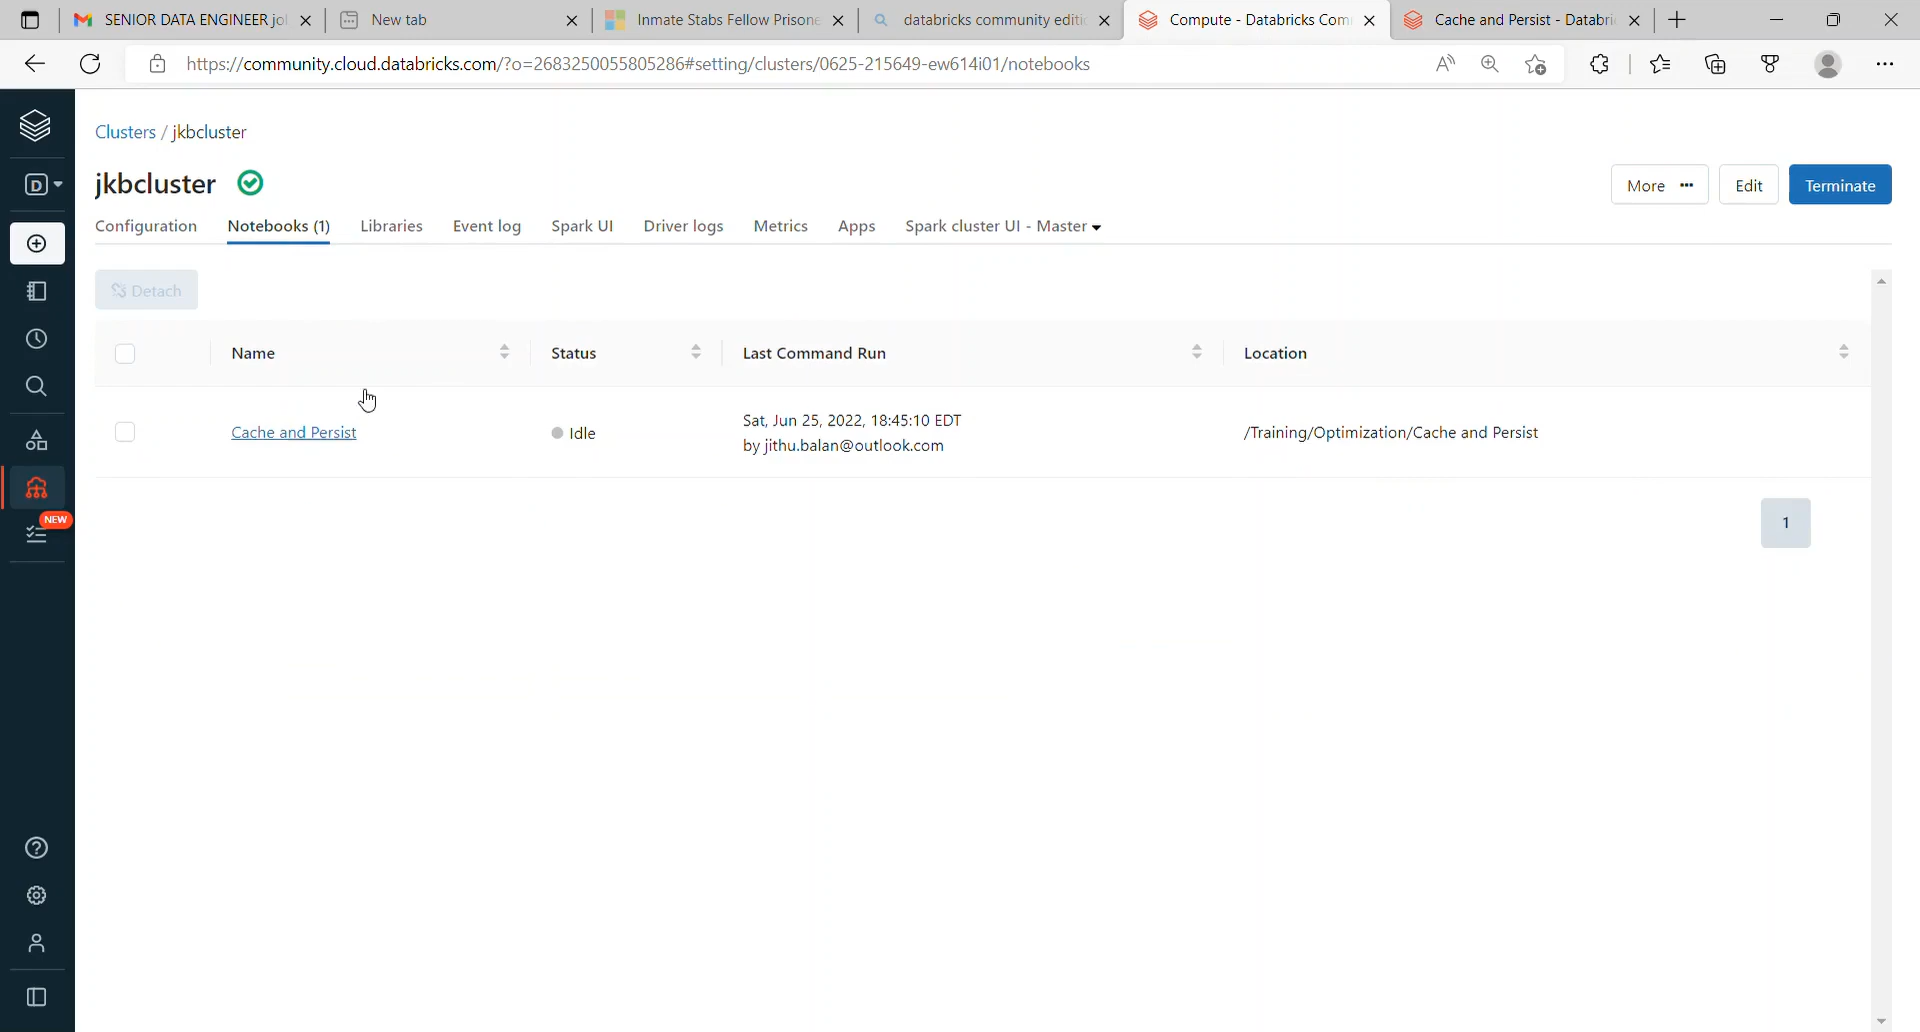 SENIOR DATA ENGINEER jo
New tab
Inmate Stabs Fellow Prisone
databricks community editi
Compute - Databricks Com
Cache and Persist - Databri
https://community.cloud.databricks.com/?o=2683250055805286#setting/clusters/0625-215649-ew614i01/notebooks
Clusters / jkbcluster
D
jkbcluster
More
Edit
Terminate
Configuration
Notebooks (1)
Libraries
Event log
Spark UI
Driver logs
Metrics
Apps
Spark cluster UI - Master
Detach
Name
Status
Last Command Run
Location
Cache and Persist
Idle
Sat, Jun 25, 2022, 18:45:10 EDT
by jithu.balan@outlook.com
/Training/Optimization/Cache and Persist
NEW
1